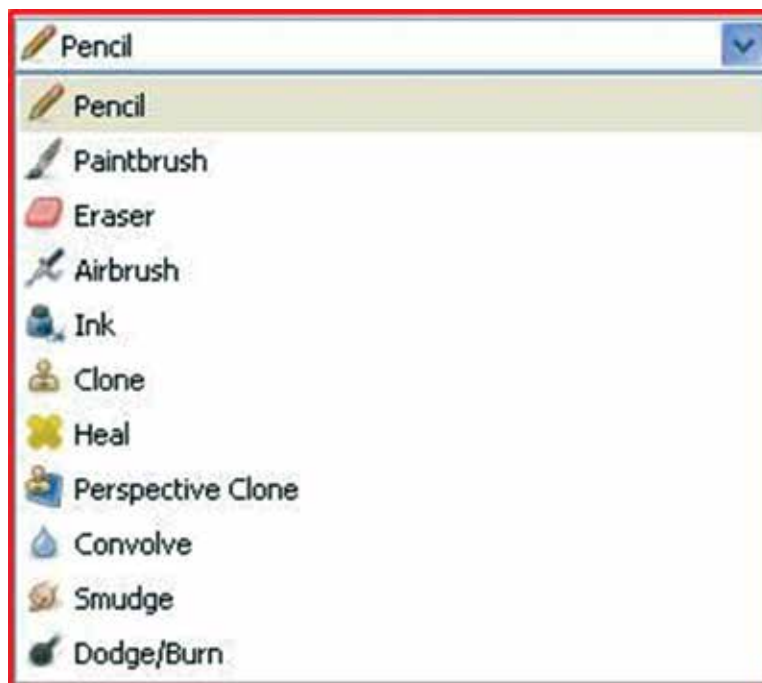 Pencil
Pencil
Paintbrush
Eraser
Airbrush
Ink
Clone
Heal
Perspective Clone
Convolve
Smudge
Dodge/Burn